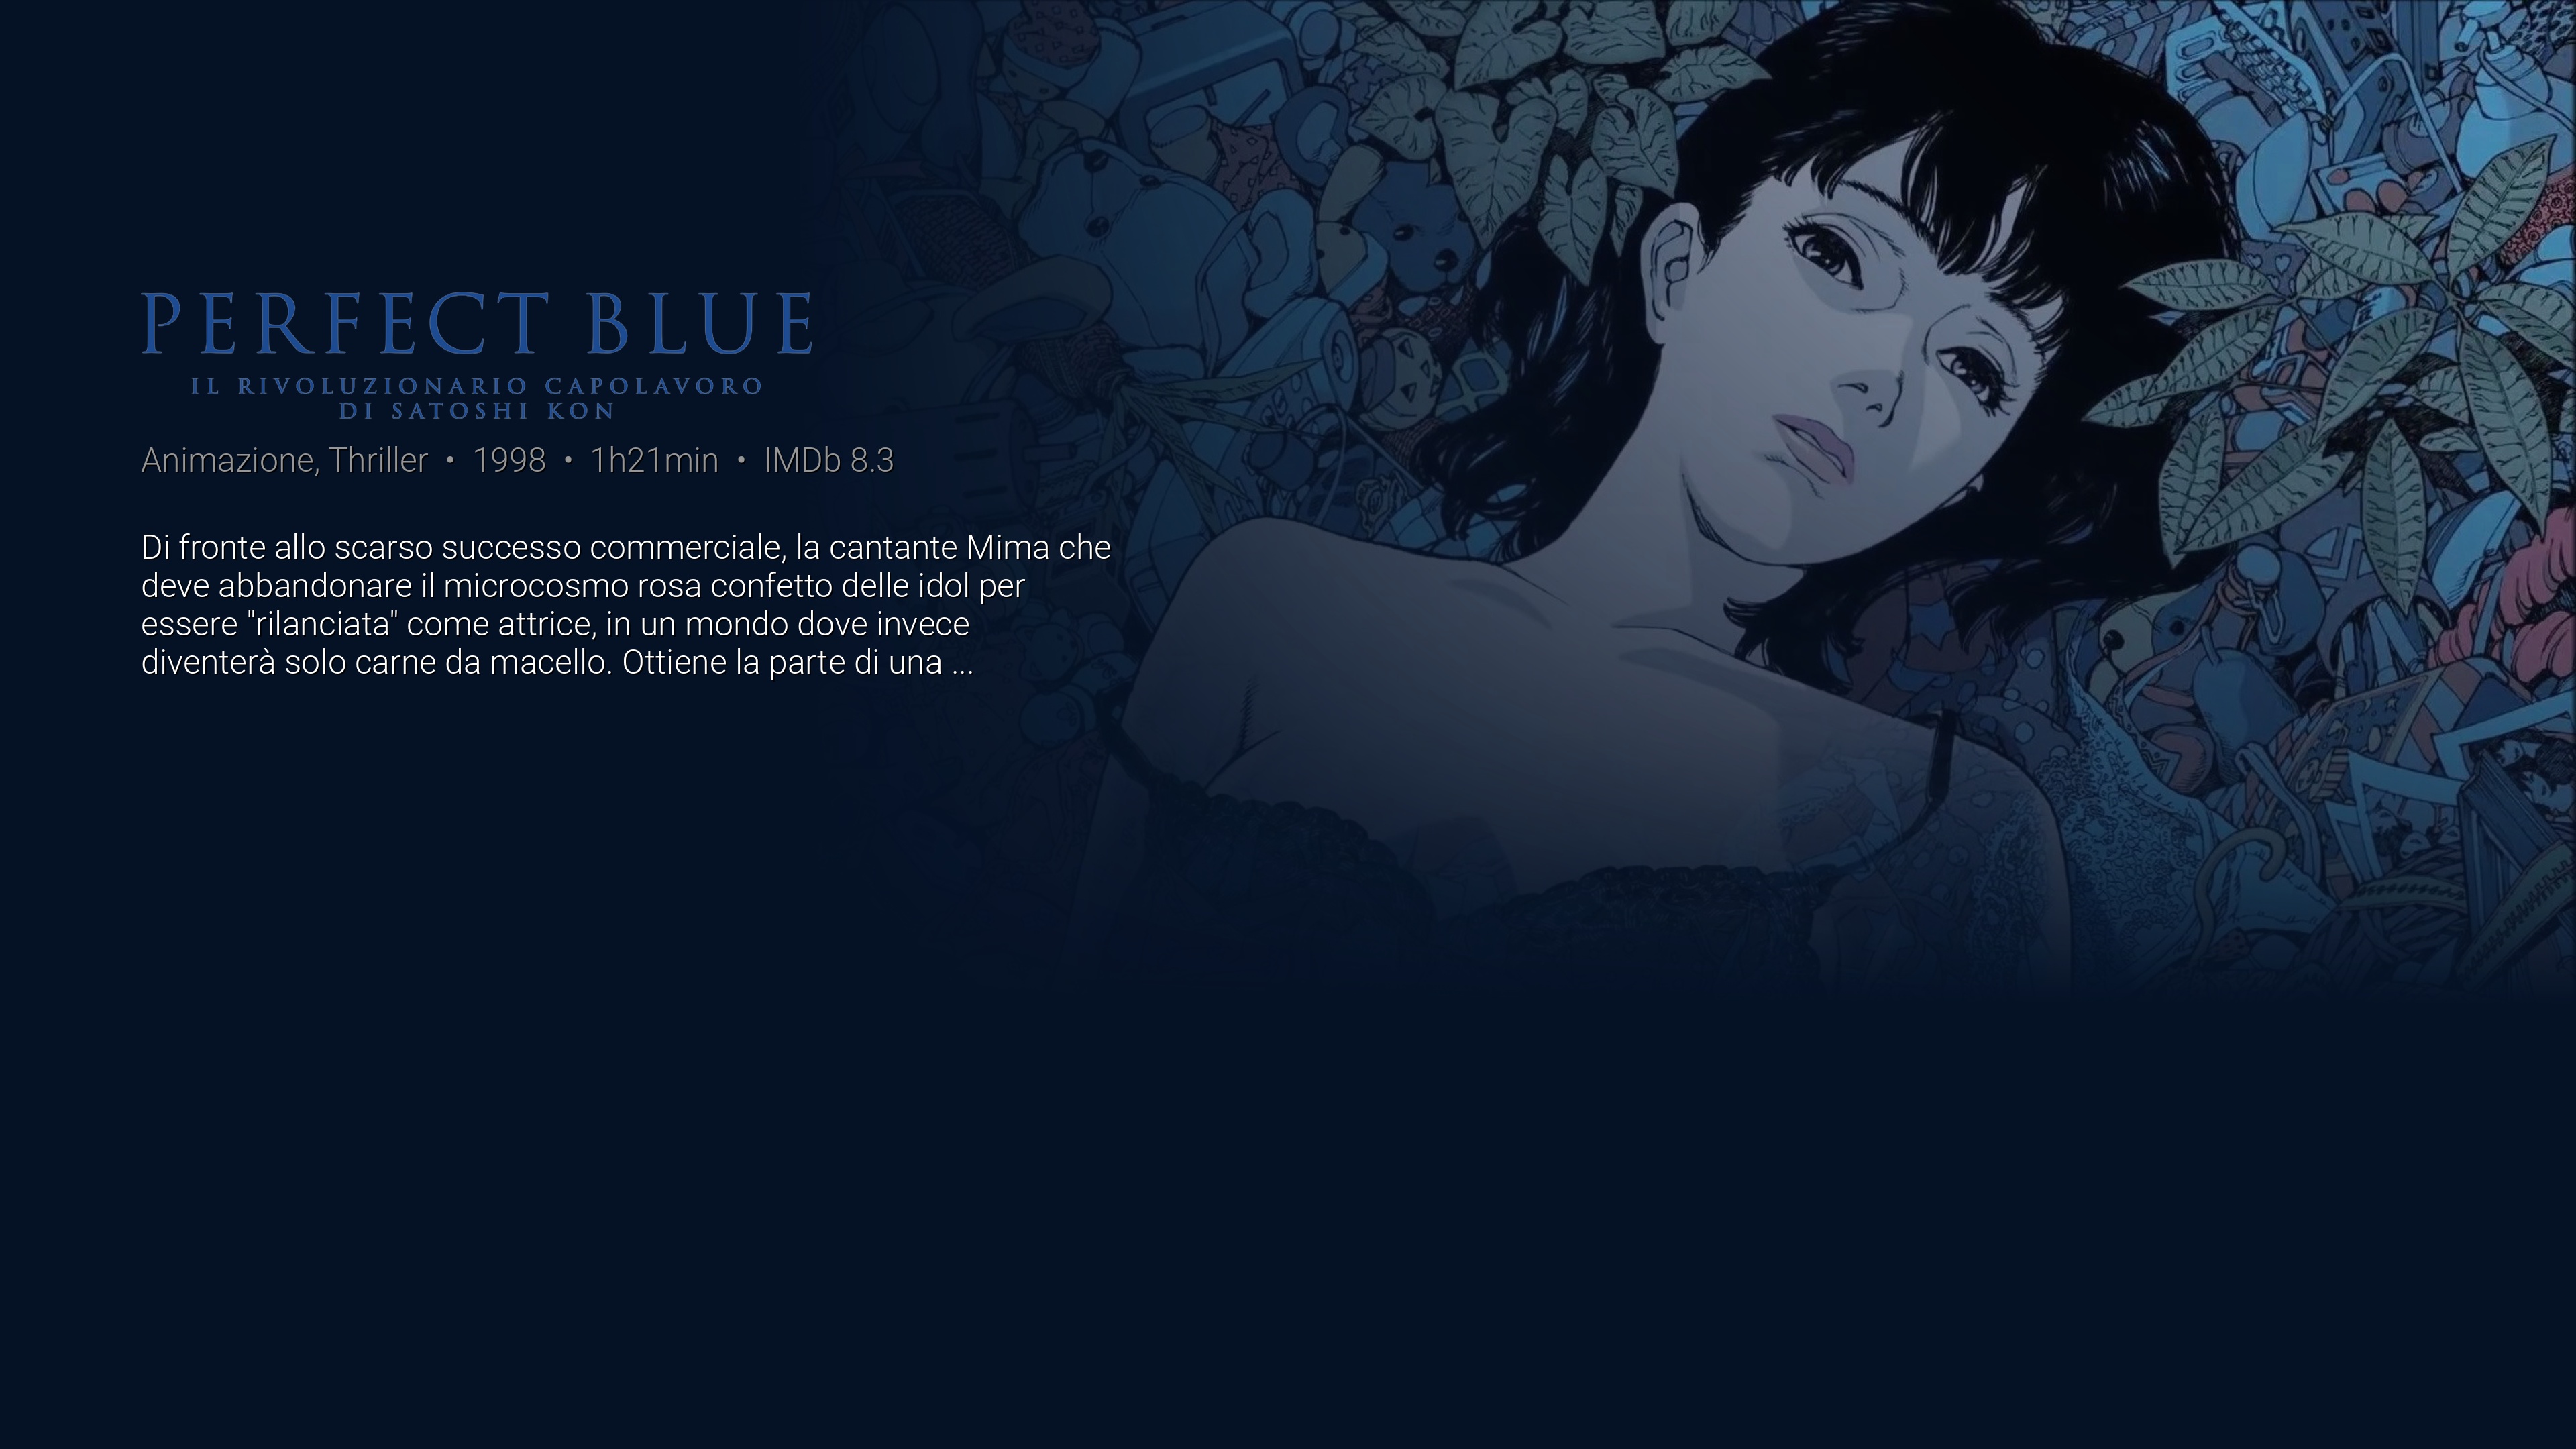 PERFECT BLUE
IL RIVOLUZIONARIO CAPOLAVORO
DI SATOSHI KON
Animazione, Thriller • 1998 • 1h21min • IMDb 8.3
Di fronte allo scarso successo commerciale, la cantante Mima che
deve abbandonare il microcosmo rosa confetto delle idol per
essere "rilanciata" come attrice, in un mondo dove invece
diventerà solo carne da macello. Ottiene la parte di una ...